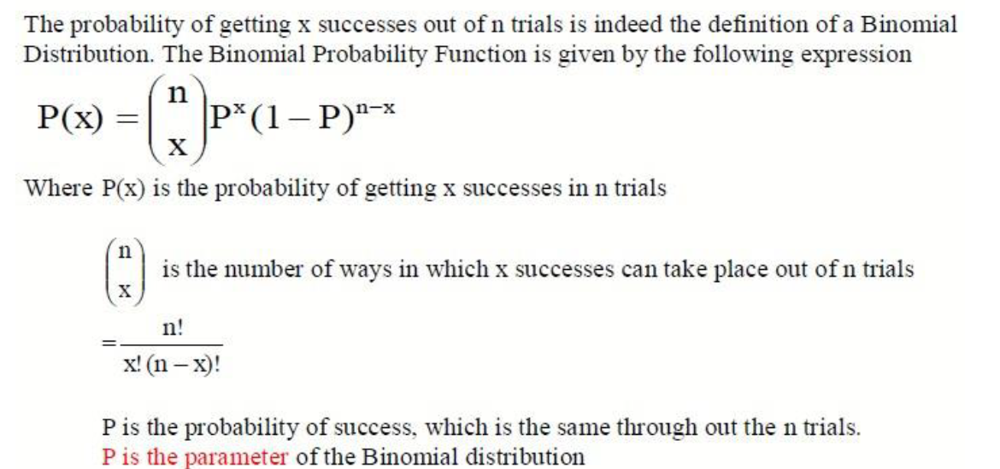 The probability of getting x successes out of n trials is indeed the definition of a Binomial
Distribution. The Binomial Probability Function is given by the following expression
P(x) = (n x) Pˣ(1 – P)ⁿ⁻ˣ
Where P(x) is the probability of getting x successes in n trials
(n x) is the number of ways in which x successes can take place out of n trials
= n! / x! (n – x)!
P is the probability of success, which is the same through out the n trials.
P is the parameter of the Binomial distribution